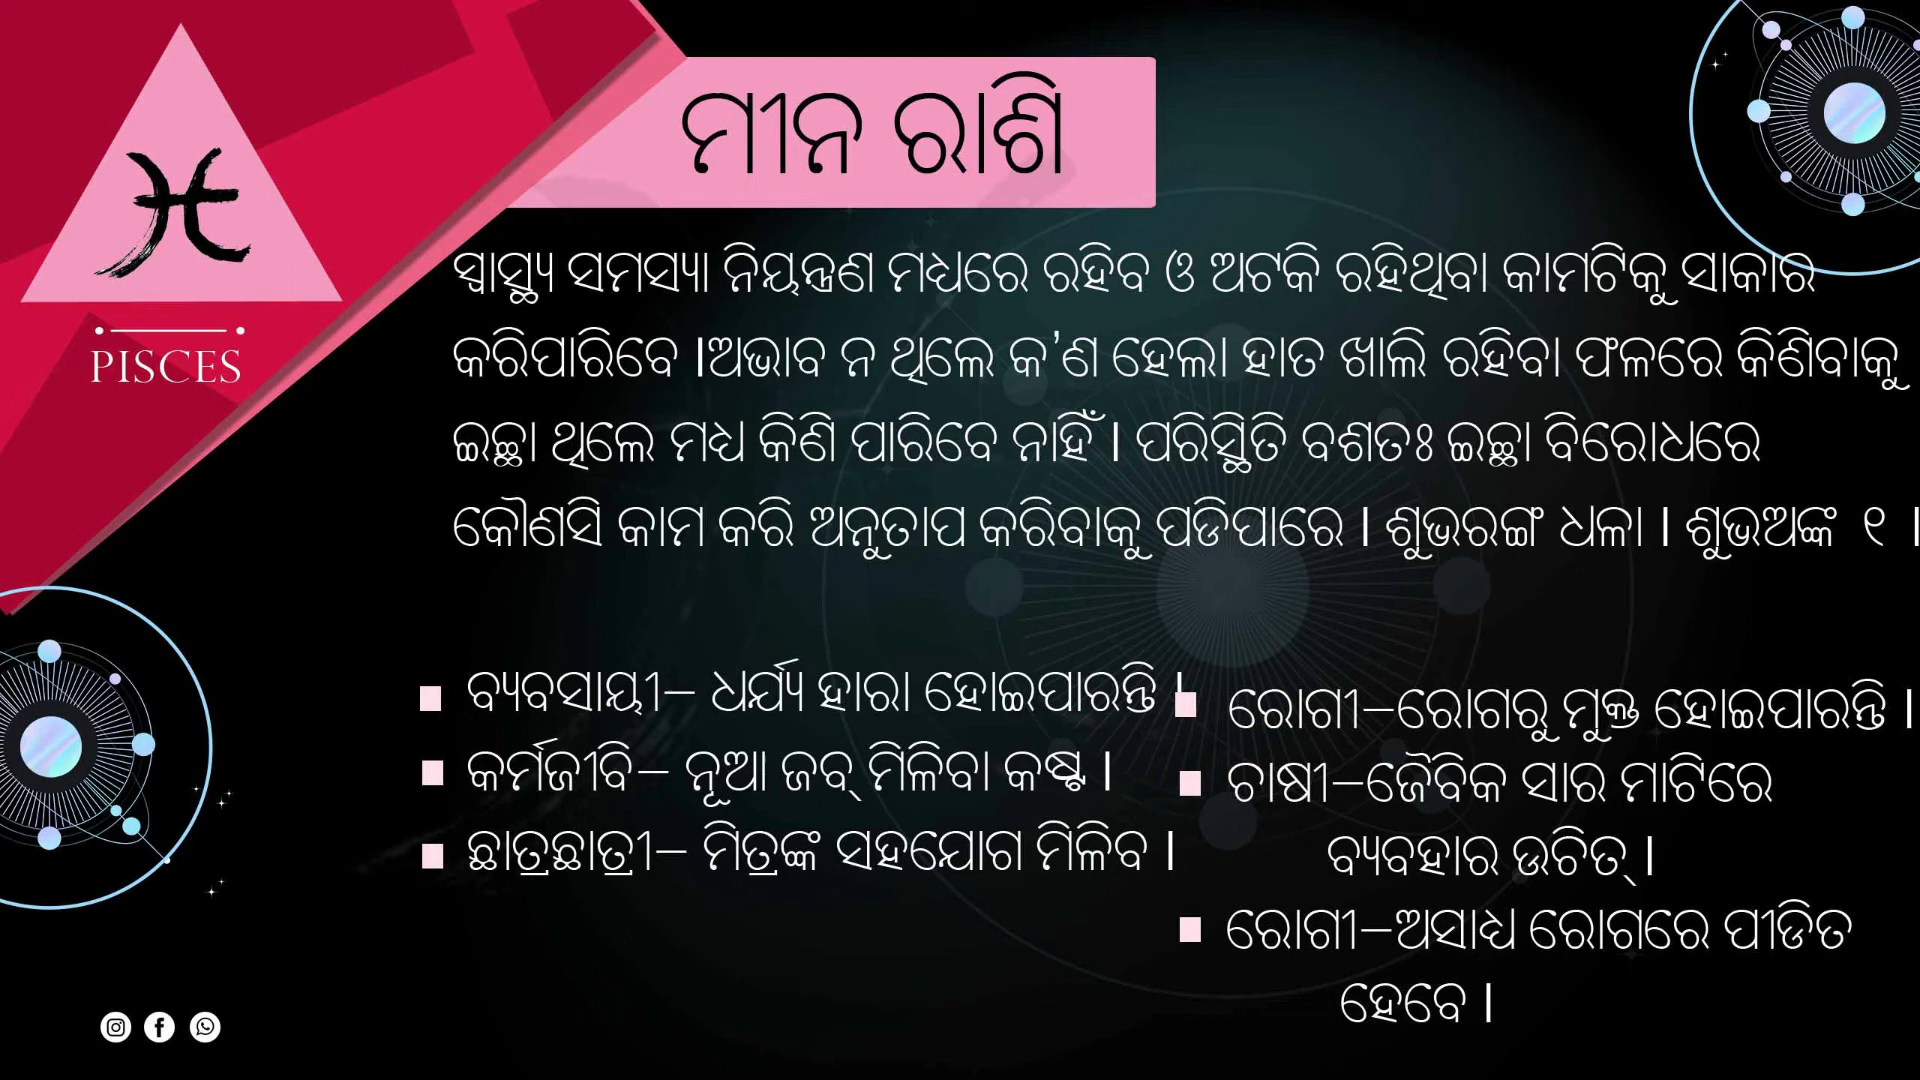 ମୀନ ରାଶି
PISCES
ସ୍ୱାସ୍ଥ୍ୟ ସମସ୍ୟା ନିୟନ୍ତ୍ରଣ ମଧ୍ୟରେ ରହିବ ଓ ଅଟକି ରହିଥିବା କାମଟିକୁ ସାକାର
କରିପାରିବେ ।ଅଭାବ ନ ଥିଲେ କ'ଣ ହେଲା ହାତ ଖାଲି ରହିବା ଫଳରେ କିଣିବାକୁ
ଇଚ୍ଛା ଥିଲେ ମଧ୍ୟ କିଣି ପାରିବେ ନାହିଁ । ପରିସ୍ଥିତି ବଶତଃ ଇଚ୍ଛା ବିରୋଧରେ
କୌଣସି କାମ କରି ଅନୁତାପ କରିବାକୁ ପଡିପାରେ । ଶୁଭରଙ୍ଗ ଧଳା । ଶୁଭଅଙ୍କ ୧ ।
ବ୍ୟବସାୟୀ– ଧର୍ଯ୍ୟ ହାରା ହୋଇପାରନ୍ତି ।
କର୍ମଜୀବି– ନୂଆ ଜବ୍ ମିଳିବା କଷ୍ଟ ।
ଛାତ୍ରଛାତ୍ରୀ– ମିତ୍ରଙ୍କ ସହଯୋଗ ମିଳିବ ।
ରୋଗୀ–ରୋଗରୁ ମୁକ୍ତ ହୋଇପାରନ୍ତି ।
ଚାଷୀ–ଜୈବିକ ସାର ମାଟିରେ
ବ୍ୟବହାର ଉଚିତ୍ ।
ରୋଗୀ–ଅସାଧ୍ୟ ରୋଗରେ ପୀଡିତ
ହେବେ ।